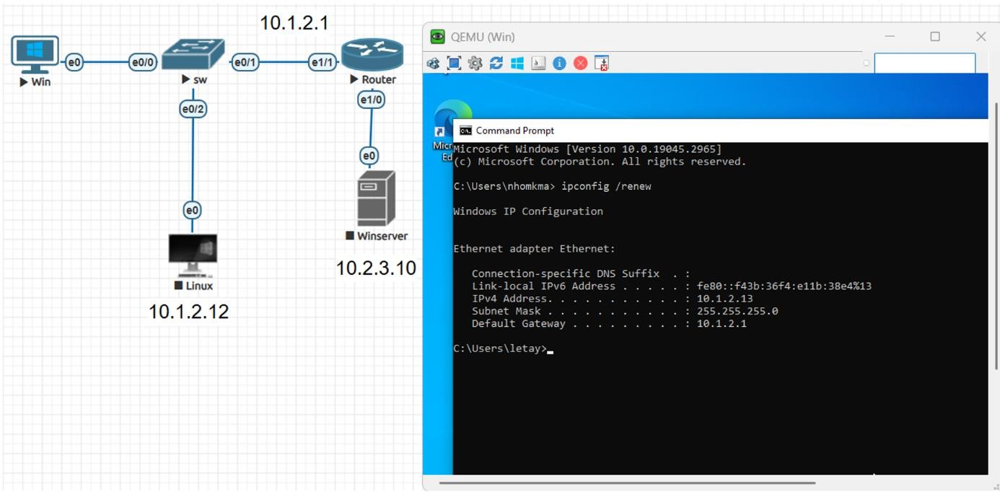 10.1.2.1
e0
e0/0
e0/1
e1/1
▶ Win
▶ sw
▶ Router
e0/2
e1/0
e0
e0
■ Winserver
10.2.3.10
■ Linux
10.1.2.12
QEMU (Win)
Command Prompt
Microsoft Windows [Version 10.0.19045.2965]
(c) Microsoft Corporation. All rights reserved.
C:\Users\nhomkma> ipconfig /renew
Windows IP Configuration
Ethernet adapter Ethernet:
Connection-specific DNS Suffix . :
Link-local IPv6 Address . . . . . : fe80::f43b:36f4:e11b:38e4%13
IPv4 Address. . . . . . . . . . . : 10.1.2.13
Subnet Mask . . . . . . . . . . . : 255.255.255.0
Default Gateway . . . . . . . . . : 10.1.2.1
C:\Users\letay>
Micr
Ed